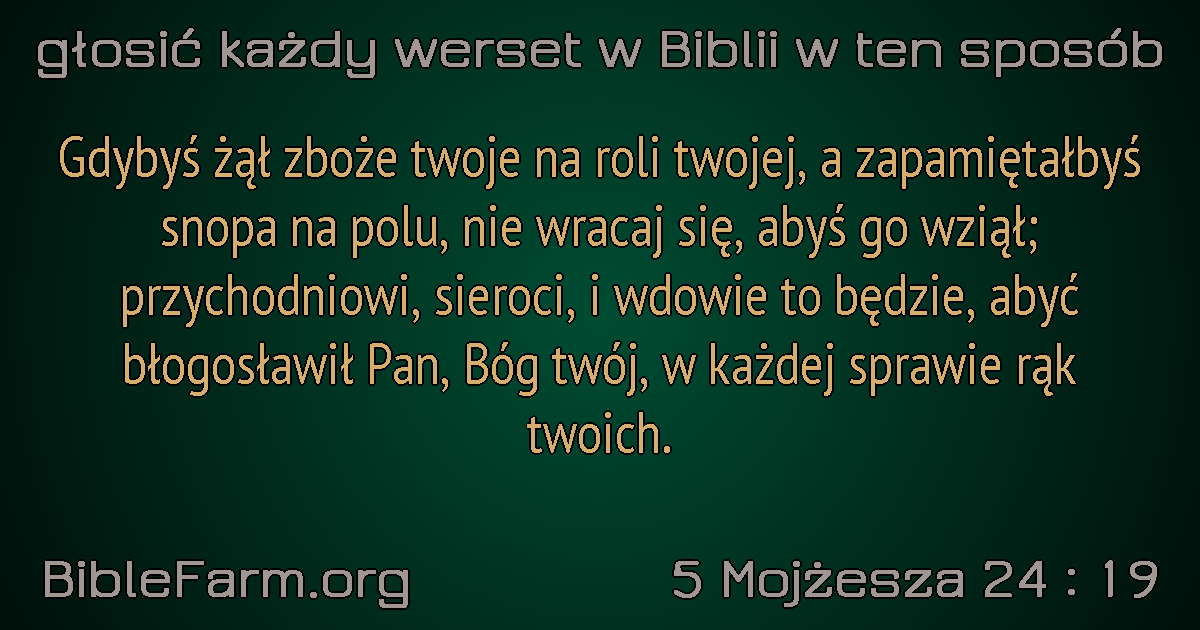 głosić każdy werset w Biblii w ten sposób
Gdybyś żął zboże twoje na roli twojej, a zapamiętałbyś
snopa na polu, nie wracaj się, abyś go wziął;
przychodniowi, sieroci, i wdowie to będzie, abyć
błogosławił Pan, Bóg twój, w każdej sprawie rąk
twoich.
BibleFarm.org
5 Mojżesza 24 : 19